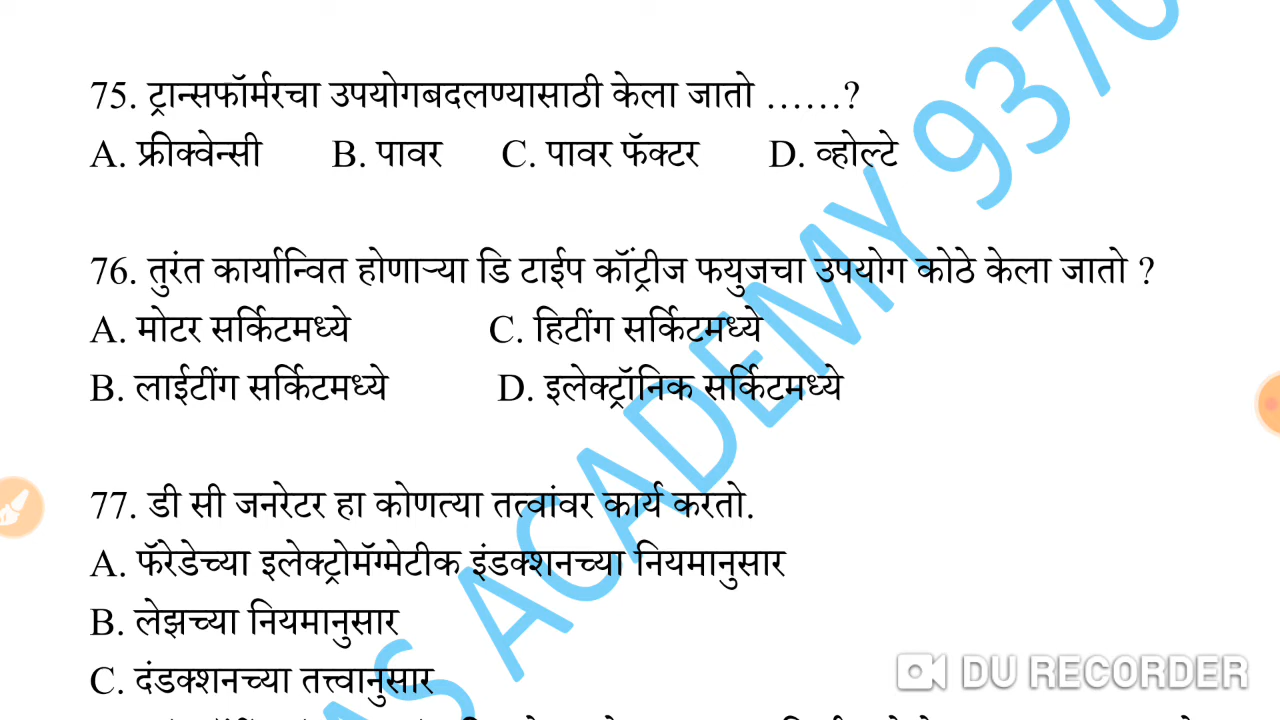 75. ट्रान्सफॉर्मरचा उपयोगबदलण्यासाठी केला जातो ......?
A. फ्रीक्वेन्सी B. पावर C. पावर फॅक्टर D. व्होल्टे
76. तुरंत कार्यान्वित होणाऱ्या डि टाईप कॉंट्रीज फयुजचा उपयोग कोठे केला जातो ?
A. मोटर सर्किटमध्ये C. हिटींग सर्किटमध्ये
B. लाईटींग सर्किटमध्ये D. इलेक्ट्रॉनिक सर्किटमध्ये
77. डी सी जनरेटर हा कोणत्या तत्वांवर कार्य करतो.
A. फॅरेडेच्या इलेक्ट्रोमॅग्मेटीक इंडक्शनच्या नियमानुसार
B. लेझच्या नियमानुसार
C. दंडक्शनच्या तत्त्वानुसार
ACADEMY 9370
DU RECORDER